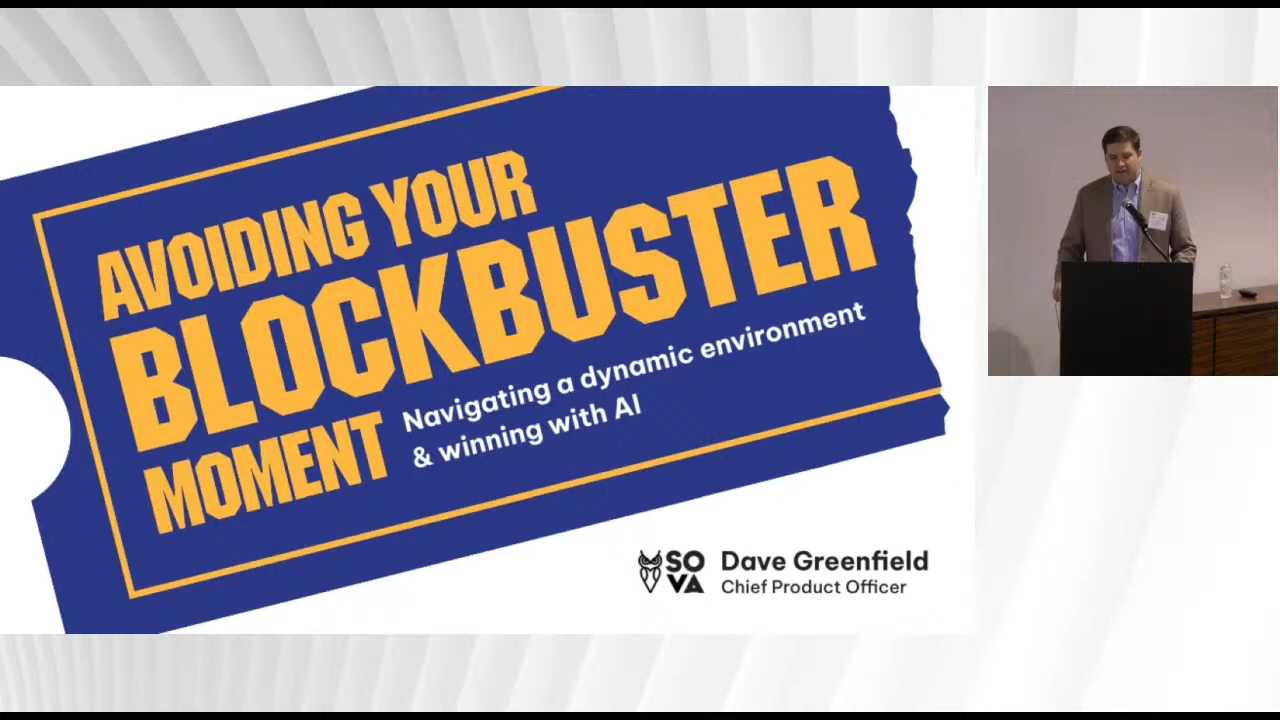 AVOIDING YOUR
BLOCKBUSTER
MOMENT
Navigating a dynamic environment
& winning with AI
SO
VA
Dave Greenfield
Chief Product Officer